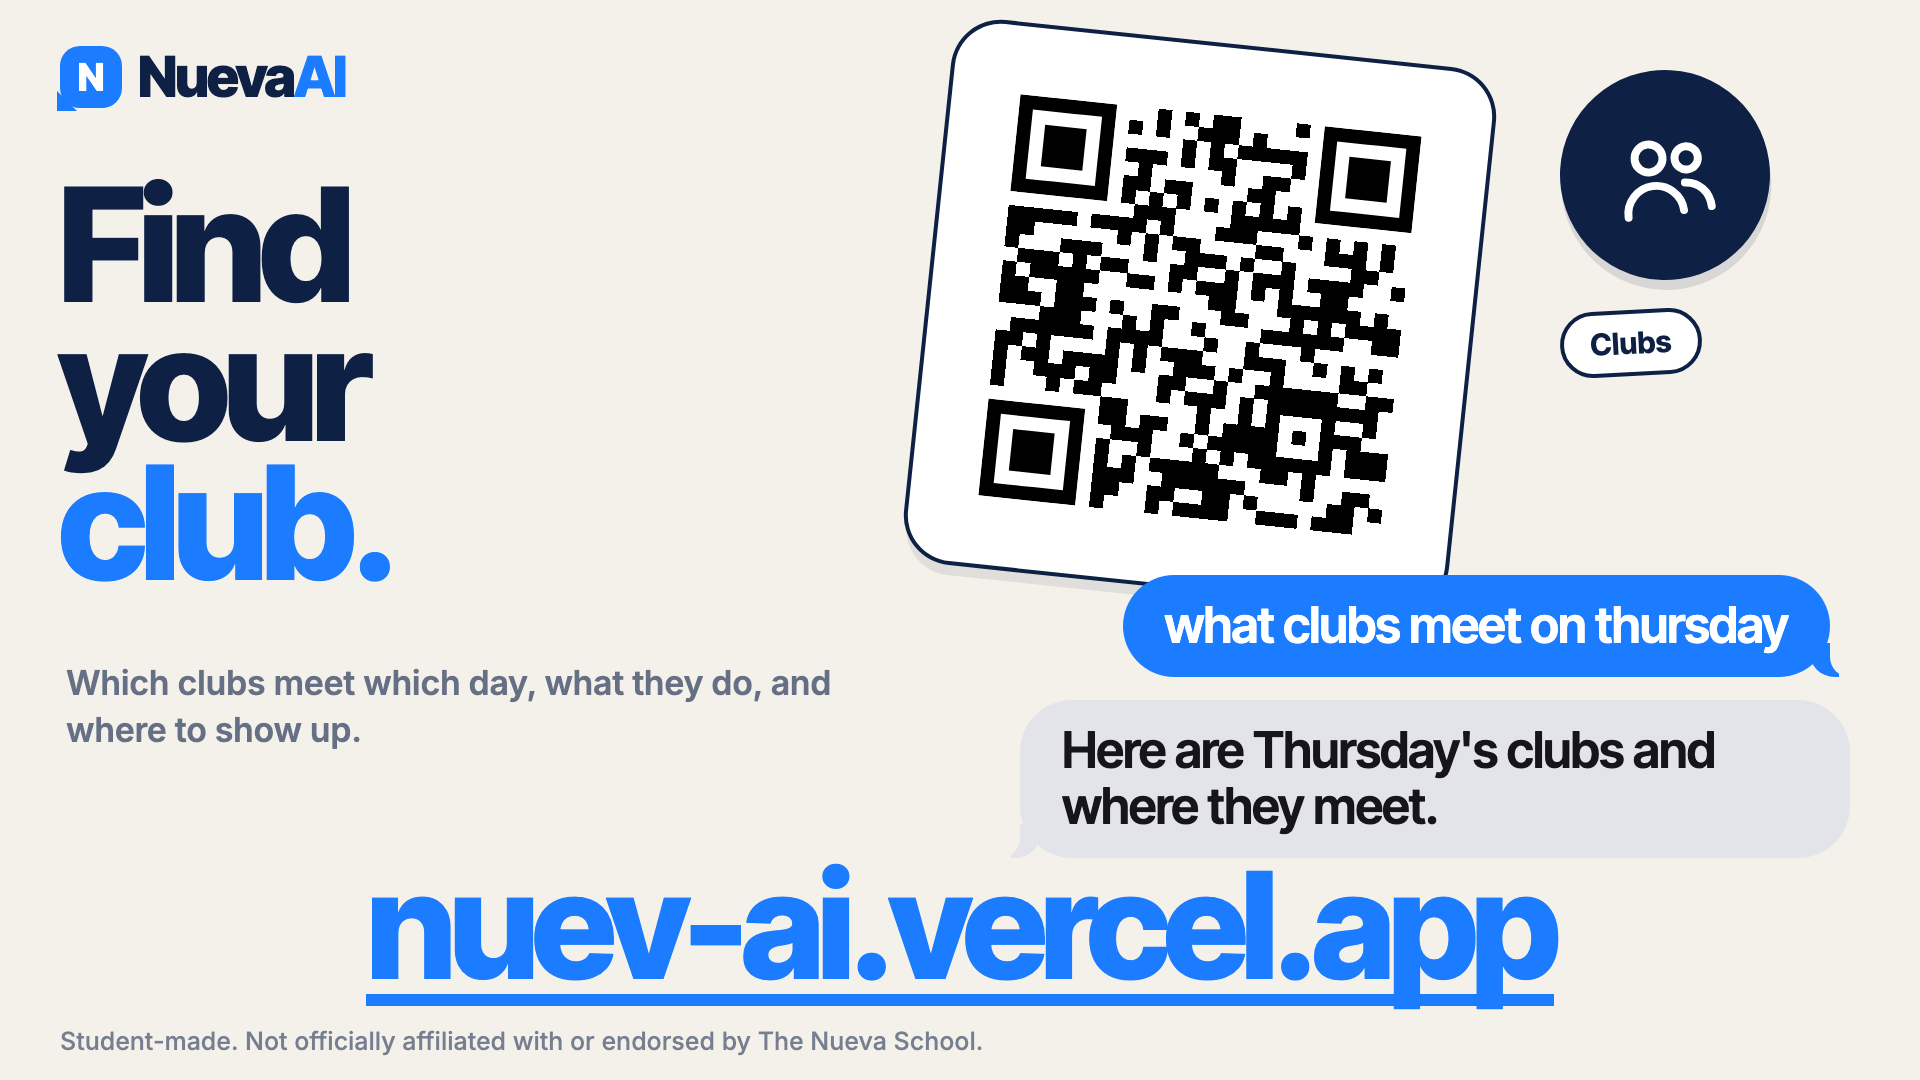 N NuevaAI
Find
your
club.
Which clubs meet which day, what they do, and
where to show up.
Clubs
what clubs meet on thursday
Here are Thursday's clubs and
where they meet.
nuev-ai.vercel.app
Student-made. Not officially affiliated with or endorsed by The Nueva School.